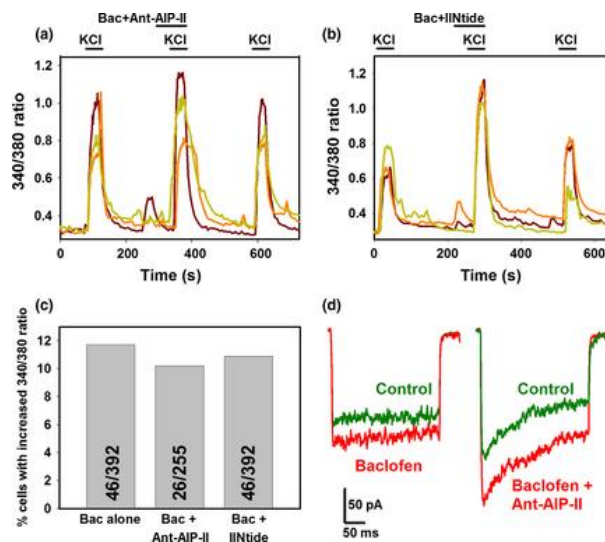 (a)
Bac+Ant-AIP-II
KCl KCl KCl
340/380 ratio
1.2
1.0
0.8
0.6
0.4
0 200 400 600
Time (s)
(b)
Bac+IINtide
KCl KCl KCl
340/380 ratio
1.2
1.0
0.8
0.6
0.4
0 200 400 600
Time (s)
(c)
% cells with increased 340/380 ratio
12
10
8
6
4
2
0
46/392
26/255
46/392
Bac alone
Bac +
Ant-AIP-II
Bac +
IINtide
(d)
Control
Baclofen
Control
Baclofen +
Ant-AIP-II
50 pA
50 ms